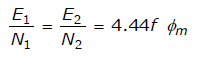 E₁/N₁ = E₂/N₂ = 4.44f ϕₘ